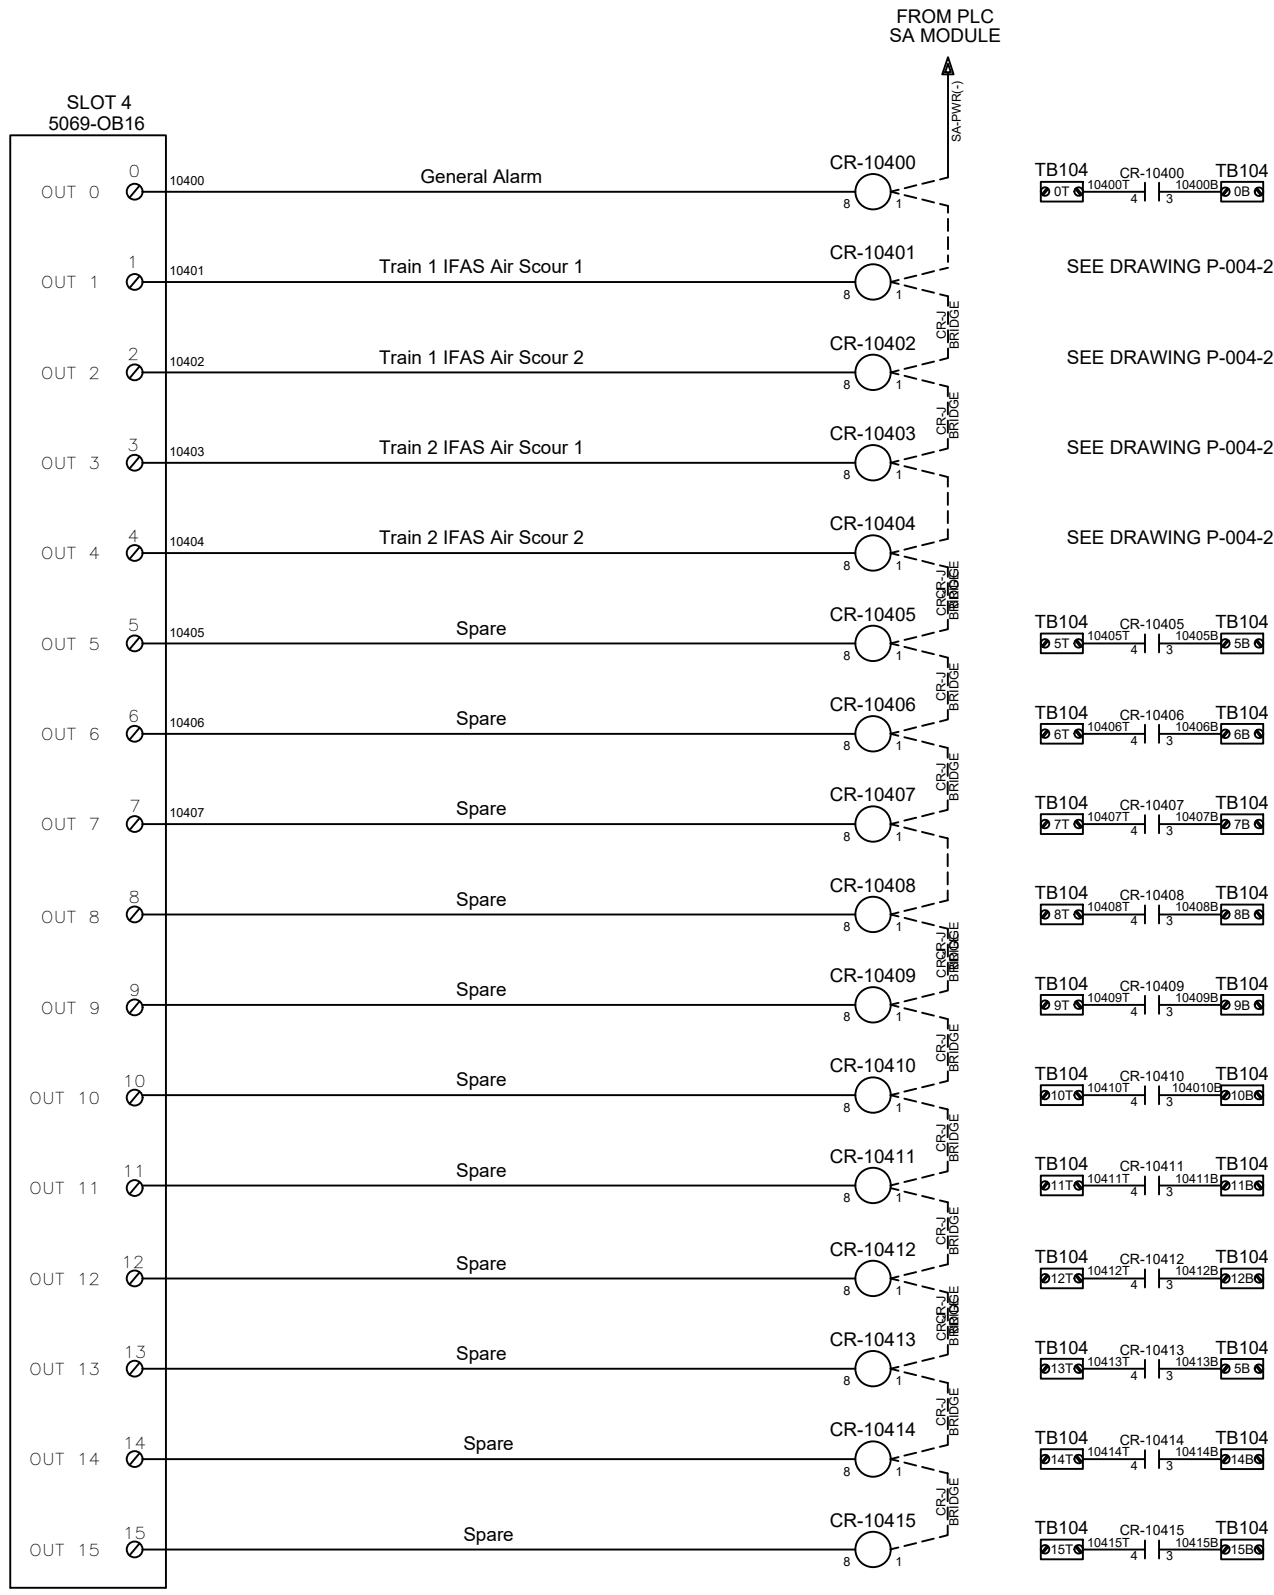 FROM PLC
SA MODULE
SA-PWR(-)
SLOT 4
5069-OB16
OUT 0 0 10400 General Alarm CR-10400 8 1 TB104 0T 10400T CR-10400 4 3 10400B TB104 0B
OUT 1 1 10401 Train 1 IFAS Air Scour 1 CR-10401 8 1 SEE DRAWING P-004-2
CR-J BRIDGE
OUT 2 2 10402 Train 1 IFAS Air Scour 2 CR-10402 8 1 SEE DRAWING P-004-2
CR-J BRIDGE
OUT 3 3 10403 Train 2 IFAS Air Scour 1 CR-10403 8 1 SEE DRAWING P-004-2
OUT 4 4 10404 Train 2 IFAS Air Scour 2 CR-10404 8 1 SEE DRAWING P-004-2
CR-J BRIDGE
OUT 5 5 10405 Spare CR-10405 8 1 TB104 5T 10405T CR-10405 4 3 10405B TB104 5B
CR-J BRIDGE
OUT 6 6 10406 Spare CR-10406 8 1 TB104 6T 10406T CR-10406 4 3 10406B TB104 6B
CR-J BRIDGE
OUT 7 7 10407 Spare CR-10407 8 1 TB104 7T 10407T CR-10407 4 3 10407B TB104 7B
OUT 8 8 Spare CR-10408 8 1 TB104 8T 10408T CR-10408 4 3 10408B TB104 8B
CR-J BRIDGE
OUT 9 9 Spare CR-10409 8 1 TB104 9T 10409T CR-10409 4 3 10409B TB104 9B
CR-J BRIDGE
OUT 10 10 Spare CR-10410 8 1 TB104 10T 10410T CR-10410 4 3 104010B TB104 10B
CR-J BRIDGE
OUT 11 11 Spare CR-10411 8 1 TB104 11T 10411T CR-10411 4 3 10411B TB104 11B
CR-J BRIDGE
OUT 12 12 Spare CR-10412 8 1 TB104 12T 10412T CR-10412 4 3 10412B TB104 12B
CR-J BRIDGE
OUT 13 13 Spare CR-10413 8 1 TB104 13T 10413T CR-10413 4 3 10413B TB104 5B
CR-J BRIDGE
OUT 14 14 Spare CR-10414 8 1 TB104 14T 10414T CR-10414 4 3 10414B TB104 14B
CR-J BRIDGE
OUT 15 15 Spare CR-10415 8 1 TB104 15T 10415T CR-10415 4 3 10415B TB104 15B